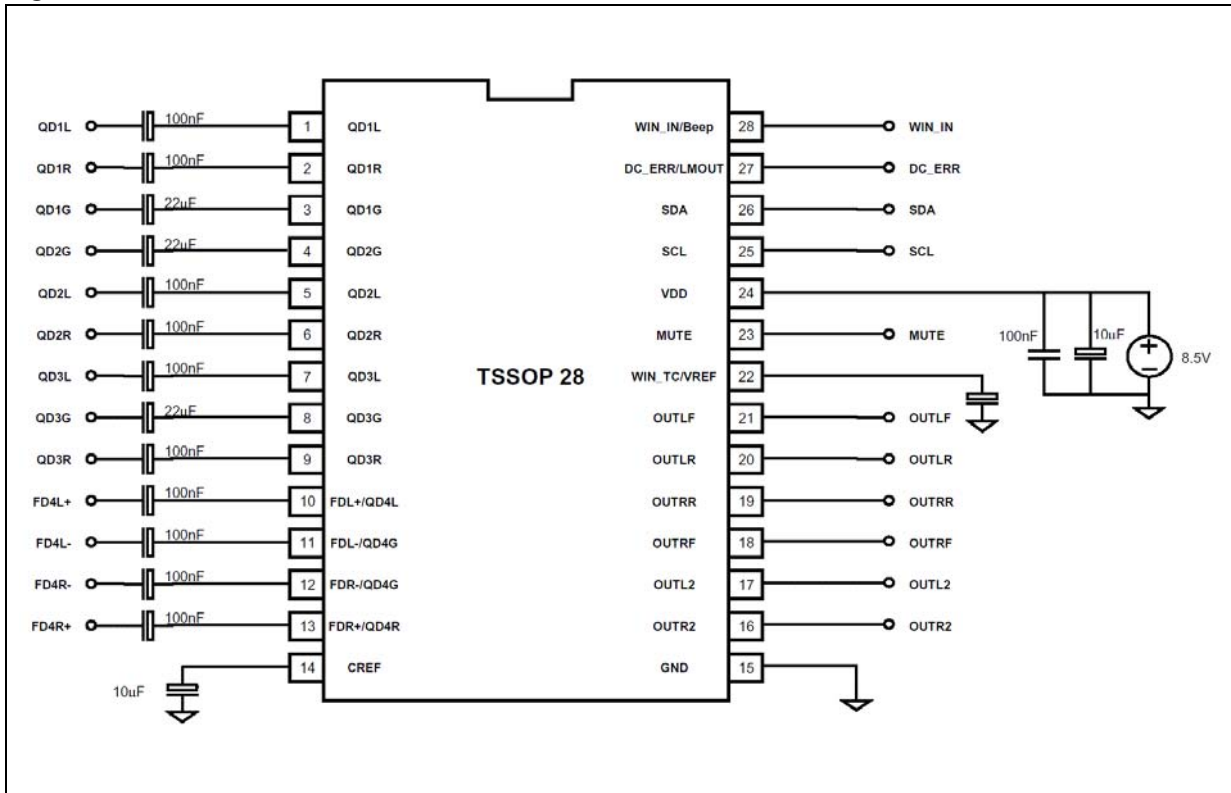 QD1L 100nF 1 QD1L WIN_IN/Beep 28 WIN_IN
QD1R 100nF 2 QD1R DC_ERR/LMOUT 27 DC_ERR
QD1G 22uF 3 QD1G SDA 26 SDA
QD2G 22uF 4 QD2G SCL 25 SCL
QD2L 100nF 5 QD2L VDD 24
QD2R 100nF 6 QD2R MUTE 23 MUTE 100nF 10uF
8.5V
QD3L 100nF 7 QD3L TSSOP 28 WIN_TC/VREF 22
QD3G 22uF 8 QD3G OUTLF 21 OUTLF
QD3R 100nF 9 QD3R OUTLR 20 OUTLR
FD4L+ 100nF 10 FDL+/QD4L OUTRR 19 OUTRR
FD4L- 100nF 11 FDL-/QD4G OUTRF 18 OUTRF
FD4R- 100nF 12 FDR-/QD4G OUTL2 17 OUTL2
FD4R+ 100nF 13 FDR+/QD4R OUTR2 16 OUTR2
14 CREF GND 15
10uF